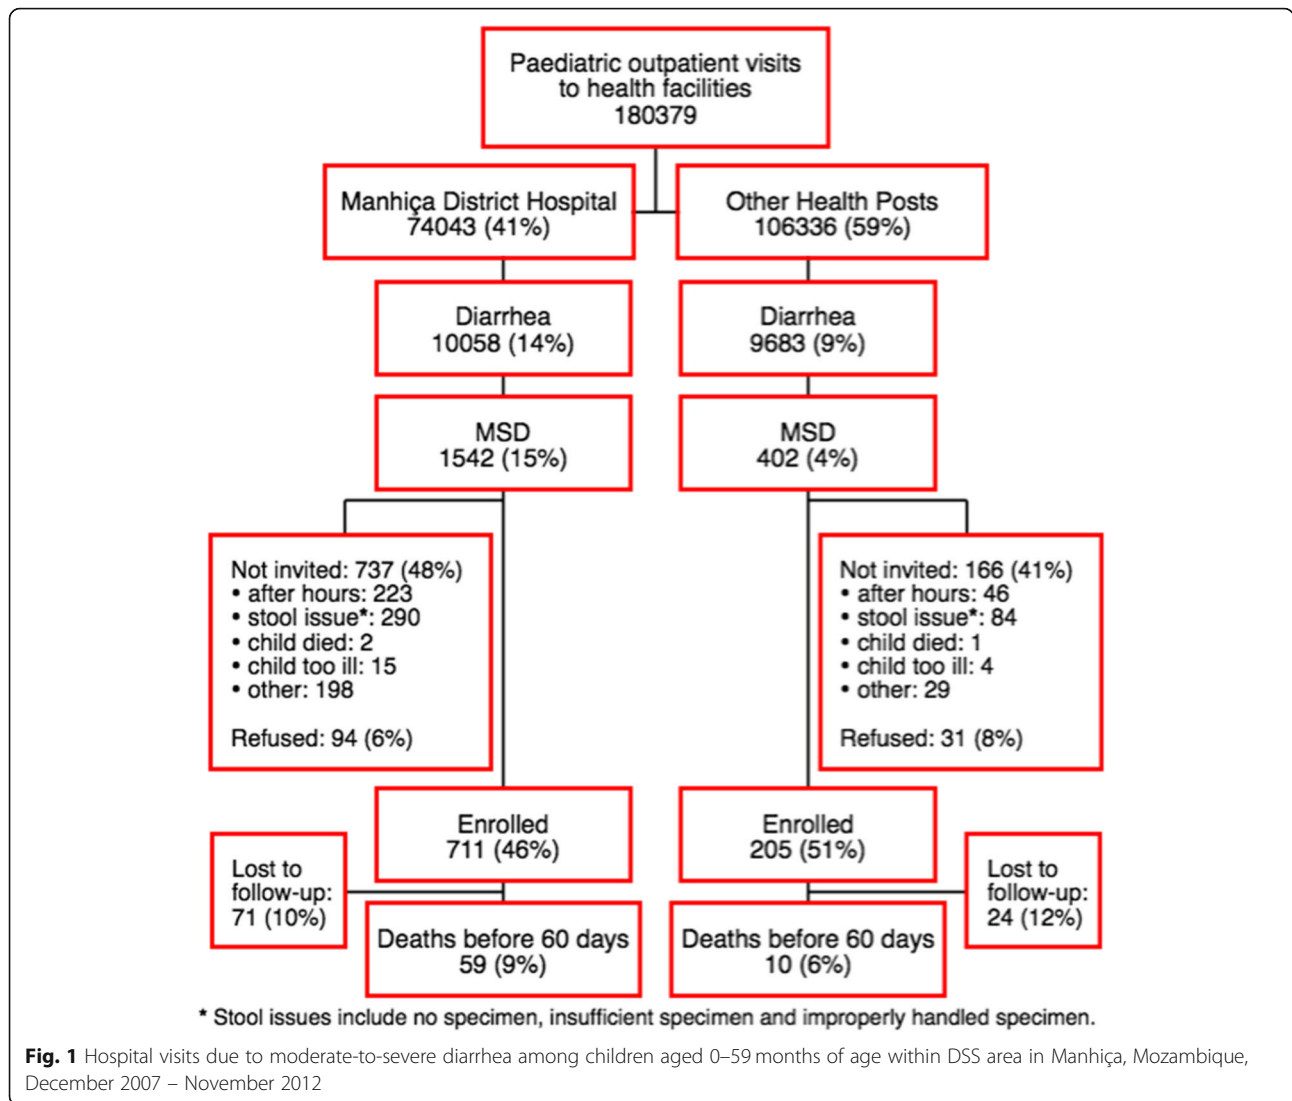 Paediatric outpatient visits
to health facilities
180379
Manhiça District Hospital
74043 (41%)
Other Health Posts
106336 (59%)
Diarrhea
10058 (14%)
Diarrhea
9683 (9%)
MSD
1542 (15%)
MSD
402 (4%)
Not invited: 737 (48%)
• after hours: 223
• stool issue*: 290
• child died: 2
• child too ill: 15
• other: 198
Refused: 94 (6%)
Not invited: 166 (41%)
• after hours: 46
• stool issue*: 84
• child died: 1
• child too ill: 4
• other: 29
Refused: 31 (8%)
Enrolled
711 (46%)
Enrolled
205 (51%)
Lost to
follow-up:
71 (10%)
Lost to
follow-up:
24 (12%)
Deaths before 60 days
59 (9%)
Deaths before 60 days
10 (6%)
* Stool issues include no specimen, insufficient specimen and improperly handled specimen.
Fig. 1 Hospital visits due to moderate-to-severe diarrhea among children aged 0–59 months of age within DSS area in Manhiça, Mozambique,
December 2007 – November 2012